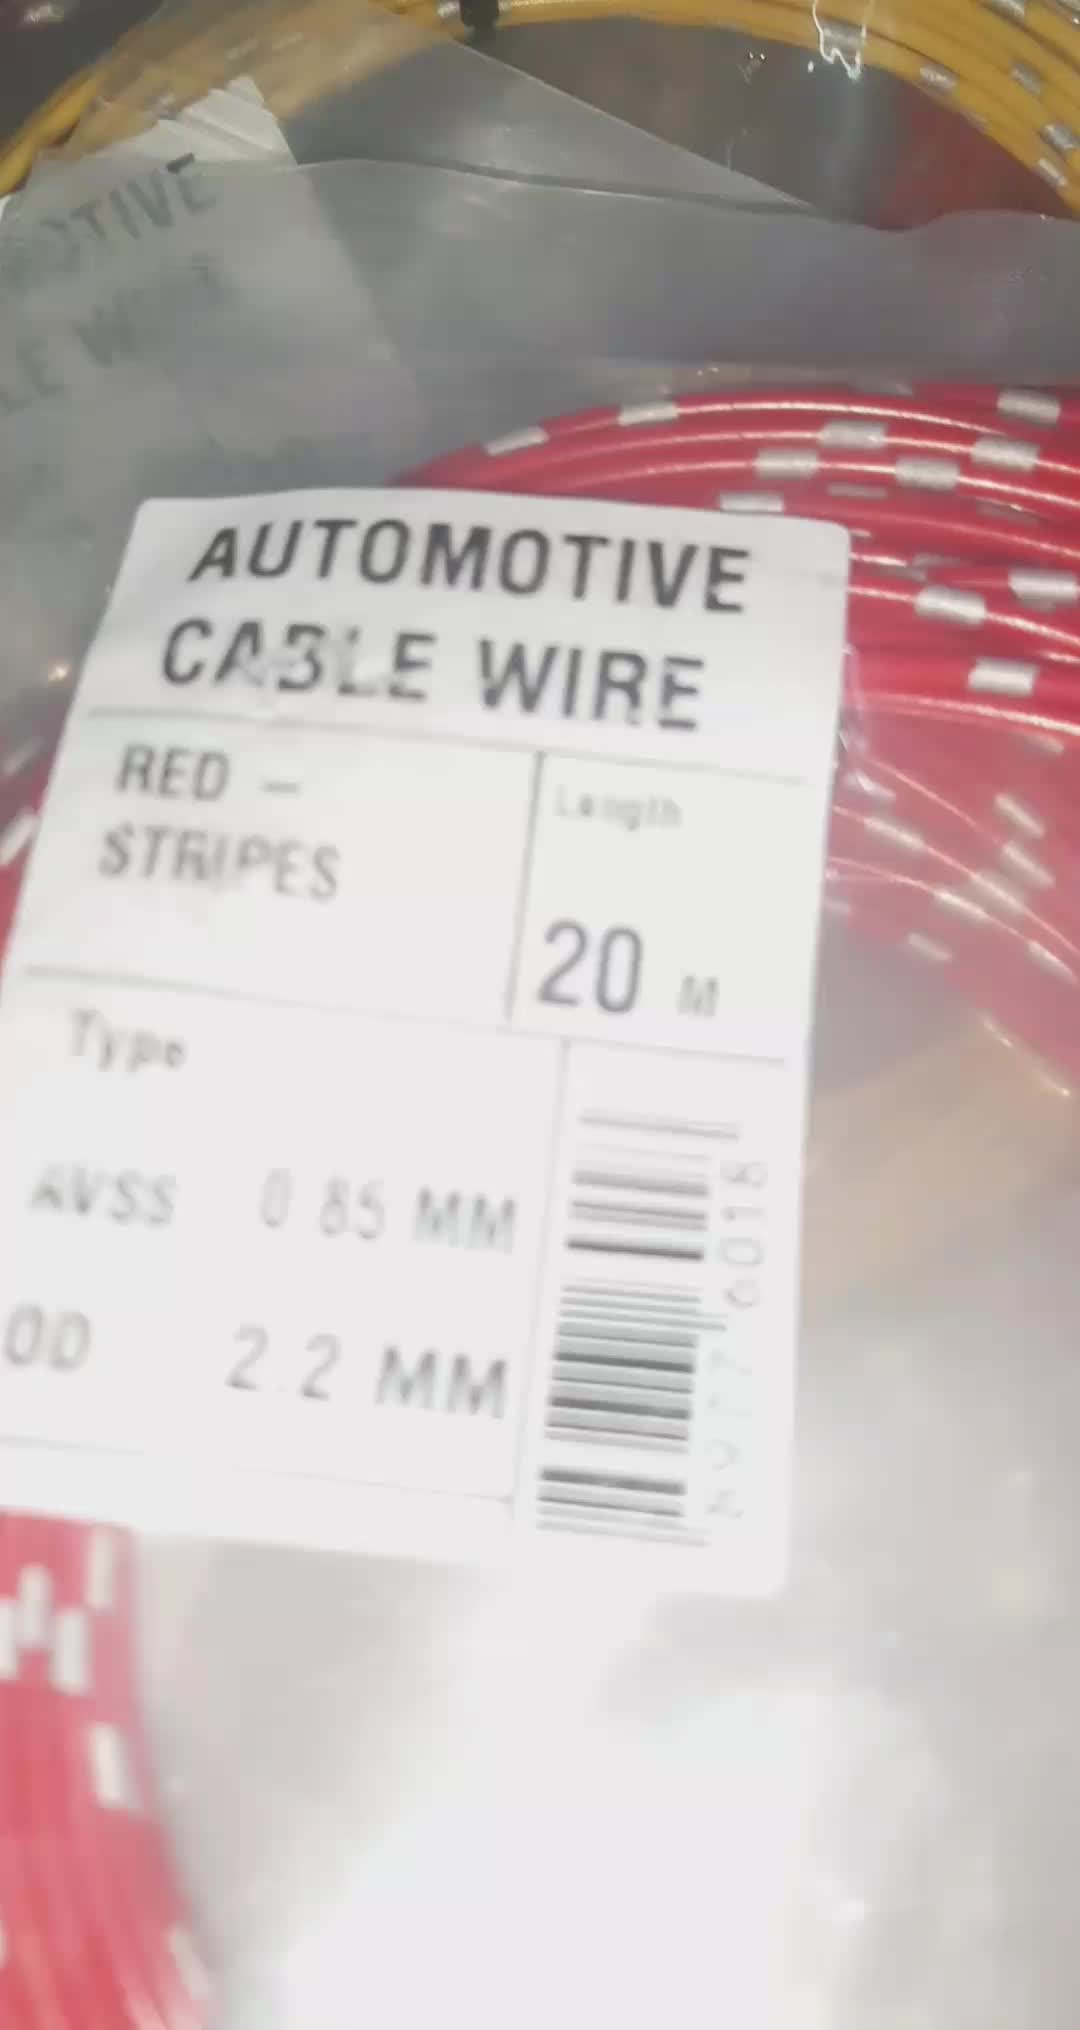 AUTOMOTIVE
CABLE WIRE
RED -
STRIPES
Length
20 M
Type
AVSS 0.85 MM
OD 2.2 MM